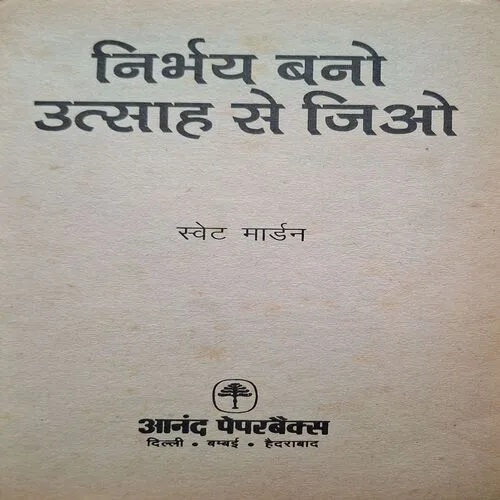 निर्भय बनो
उत्साह से जिओ
स्वेट मार्डन
आनंद पेपरबैक्स
दिल्ली • बम्बई • हैदराबाद